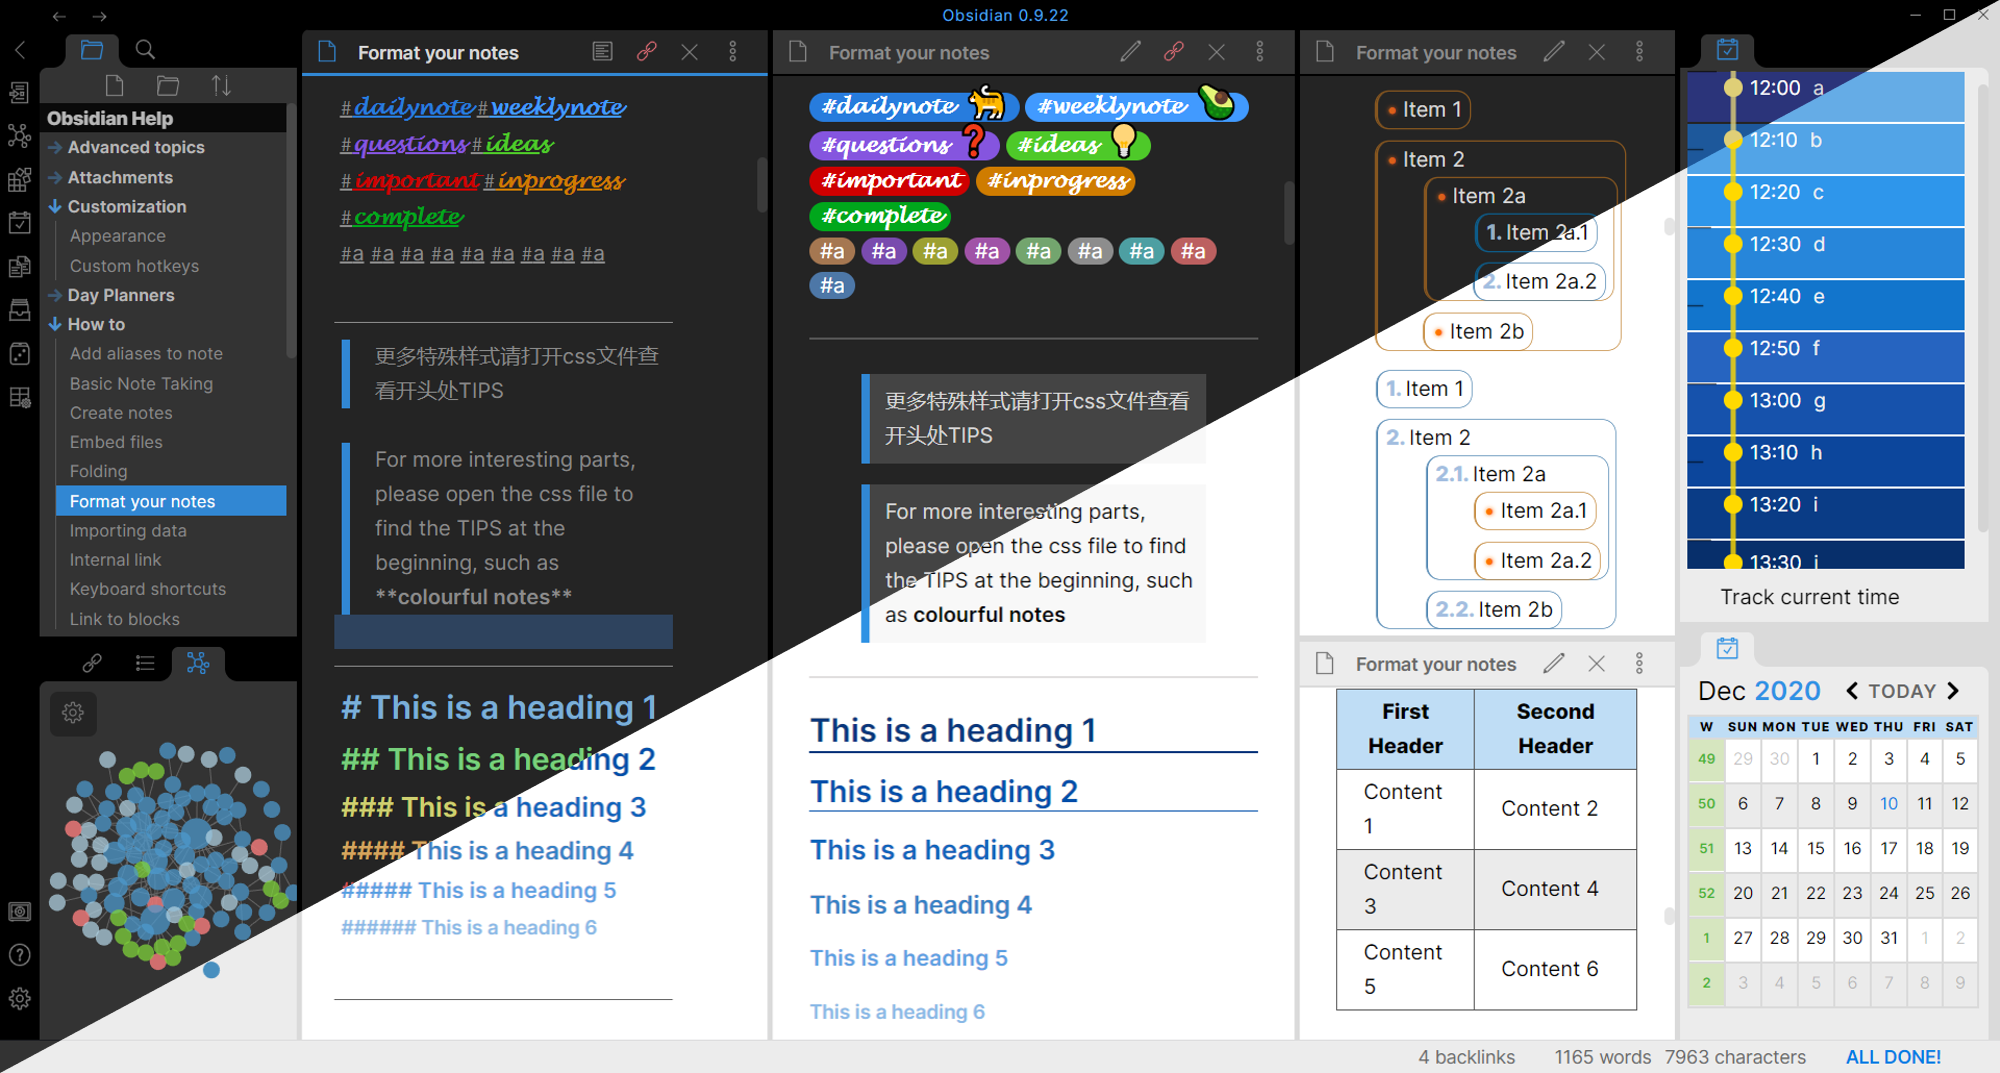 Obsidian 0.9.22
Obsidian Help
Advanced topics
Attachments
Customization
Appearance
Custom hotkeys
Day Planners
How to
Add aliases to note
Basic Note Taking
Create notes
Embed files
Folding
Format your notes
Importing data
Internal link
Keyboard shortcuts
Link to blocks
Format your notes
#dailynote #weeklynote
#questions #ideas
#important #inprogress
#complete
#a #a #a #a #a #a #a #a #a
更多特殊样式请打开css文件查
看开头处TIPS
For more interesting parts,
please open the css file to
find the TIPS at the
beginning, such as
**colourful notes**
# This is a heading 1
## This is a heading 2
### This is a heading 3
#### This is a heading 4
##### This is a heading 5
###### This is a heading 6
Format your notes
#dailynote #weeklynote
#questions #ideas
#important #inprogress
#complete
#a #a #a #a #a #a #a #a
#a
更多特殊样式请打开css文件查看
开头处TIPS
For more interesting parts,
please open the css file to find
the TIPS at the beginning, such
as colourful notes
This is a heading 1
This is a heading 2
This is a heading 3
This is a heading 4
This is a heading 5
This is a heading 6
Format your notes
Item 1
Item 2
Item 2a
1. Item 2a.1
2. Item 2a.2
Item 2b
1. Item 1
2. Item 2
2.1. Item 2a
Item 2a.1
Item 2a.2
2.2. Item 2b
Format your notes
First Header Second Header
Content 1 Content 2
Content 3 Content 4
Content 5 Content 6
12:00 a
12:10 b
12:20 c
12:30 d
12:40 e
12:50 f
13:00 g
13:10 h
13:20 i
13:30 j
Track current time
Dec 2020 TODAY
W SUN MON TUE WED THU FRI SAT
49 29 30 1 2 3 4 5
50 6 7 8 9 10 11 12
51 13 14 15 16 17 18 19
52 20 21 22 23 24 25 26
1 27 28 29 30 31 1 2
2 3 4 5 6 7 8 9
4 backlinks 1165 words 7963 characters ALL DONE!